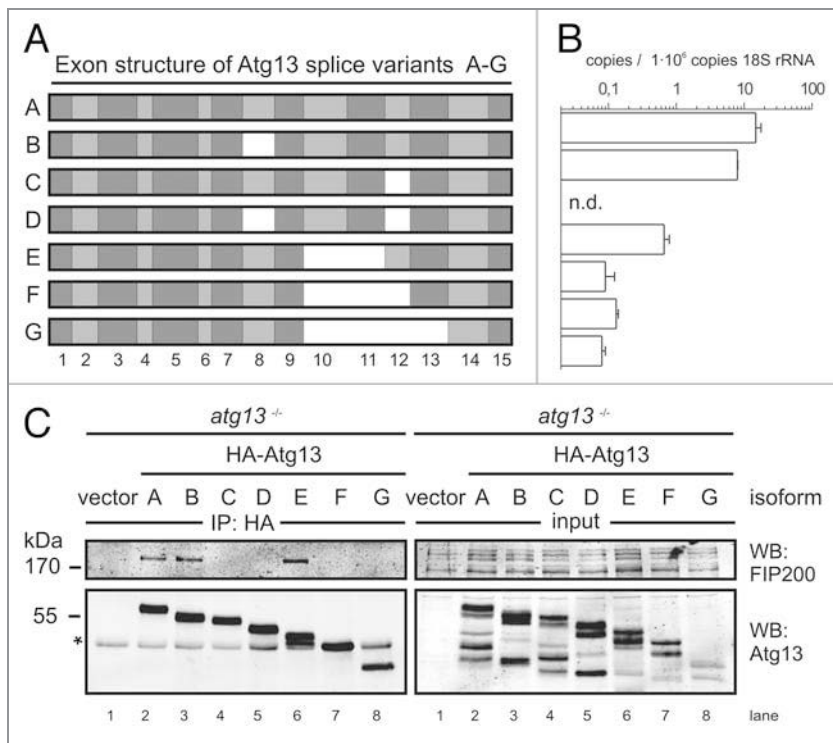 A
Exon structure of Atg13 splice variants A-G
A
B
C
D
E
F
G
1 2 3 4 5 6 7 8 9 10 11 12 13 14 15
B
copies / 1·10⁶ copies 18S rRNA
0,1 1 10 100
n.d.
C
atg13 -/- atg13 -/-
HA-Atg13 HA-Atg13
vector A B C D E F G vector A B C D E F G isoform
IP: HA input
kDa
170
WB:
FIP200
55
*
WB:
Atg13
1 2 3 4 5 6 7 8 1 2 3 4 5 6 7 8 lane